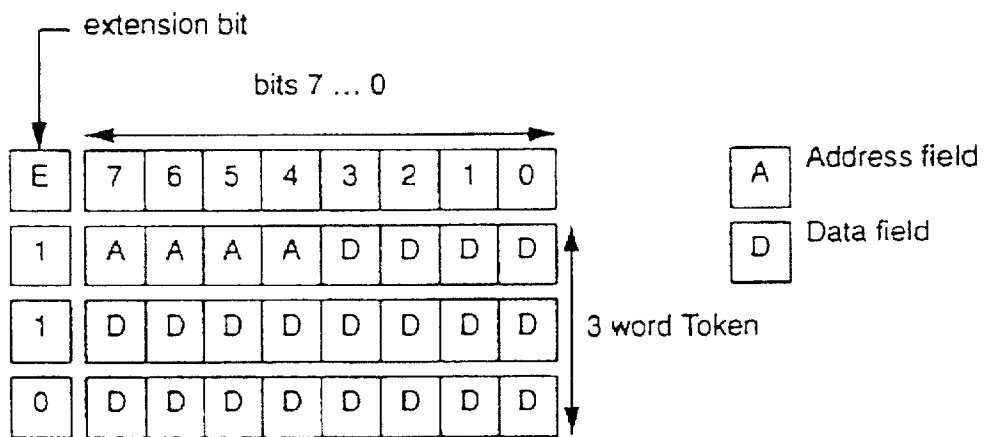 extension bit
bits 7 ... 0
E 7 6 5 4 3 2 1 0
A Address field
1 A A A A D D D D
D Data field
1 D D D D D D D D
3 word Token
0 D D D D D D D D